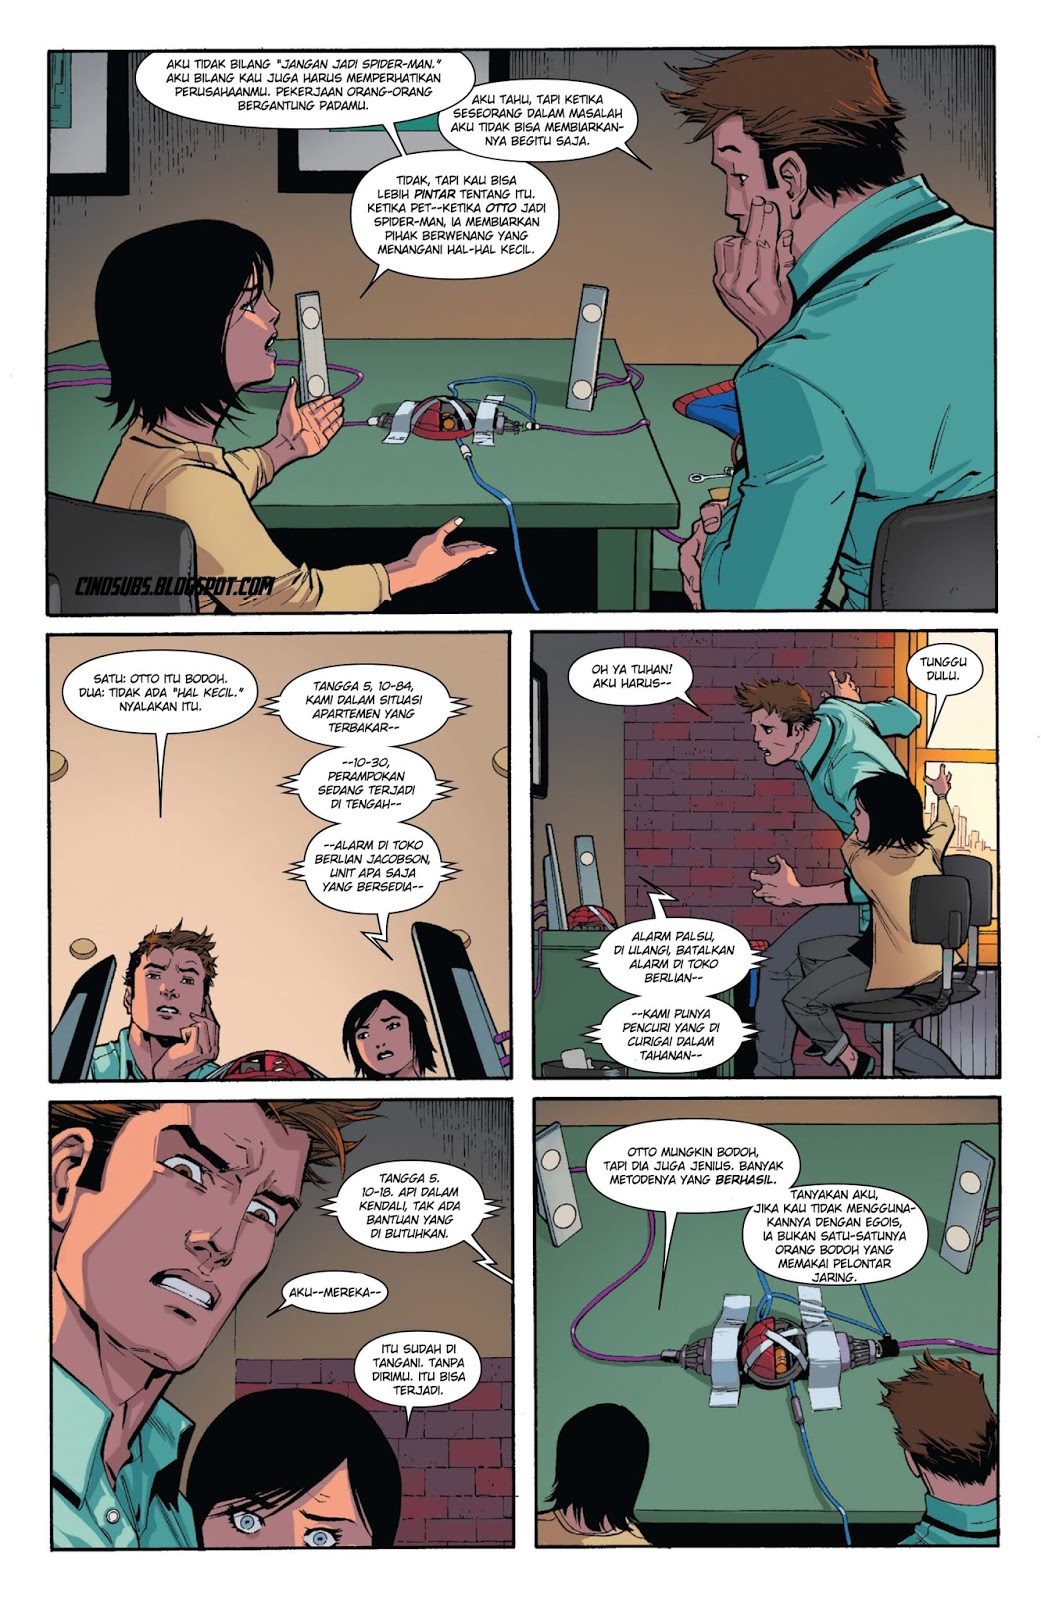 AKU TIDAK BILANG "JANGAN JADI SPIDER-MAN."
AKU BILANG KAU JUGA HARUS MEMPERHATIKAN
PERUSAHAANMU. PEKERJAAN ORANG-ORANG
BERGANTUNG PADAMU.
AKU TAHU, TAPI KETIKA
SESEORANG DALAM MASALAH
AKU TIDAK BISA MEMBIARKAN-
NYA BEGITU SAJA.
TIDAK, TAPI KAU BISA
LEBIH PINTAR TENTANG ITU.
KETIKA PET--KETIKA OTTO JADI
SPIDER-MAN, IA MEMBIARKAN
PIHAK BERWENANG YANG
MENANGANI HAL-HAL KECIL.
CINOSUBS.BLOGSPOT.COM
SATU: OTTO ITU BODOH.
DUA: TIDAK ADA "HAL KECIL."
NYALAKAN ITU.
TANGGA 5, 10-84,
KAMI DALAM SITUASI
APARTEMEN YANG
TERBAKAR--
--10-30,
PERAMPOKAN
SEDANG TERJADI
DI TENGAH--
--ALARM DI TOKO
BERLIAN JACOBSON,
UNIT APA SAJA
YANG BERSEDIA--
OH YA TUHAN!
AKU HARUS--
TUNGGU
DULU.
ALARM PALSU,
DI ULANGI, BATALKAN
ALARM DI TOKO
BERLIAN--
--KAMI PUNYA
PENCURI YANG DI
CURIGAI DALAM
TAHANAN--
TANGGA 5.
10-18. API DALAM
KENDALI, TAK ADA
BANTUAN YANG
DI BUTUHKAN.
AKU--MEREKA--
ITU SUDAH DI
TANGANI. TANPA
DIRIMU. ITU BISA
TERJADI.
OTTO MUNGKIN BODOH,
TAPI DIA JUGA JENIUS. BANYAK
METODENYA YANG BERHASIL.
TANYAKAN AKU,
JIKA KAU TIDAK MENGGUNA-
KANNYA DENGAN EGOIS,
IA BUKAN SATU-SATUNYA
ORANG BODOH YANG
MEMAKAI PELONTAR
JARING.